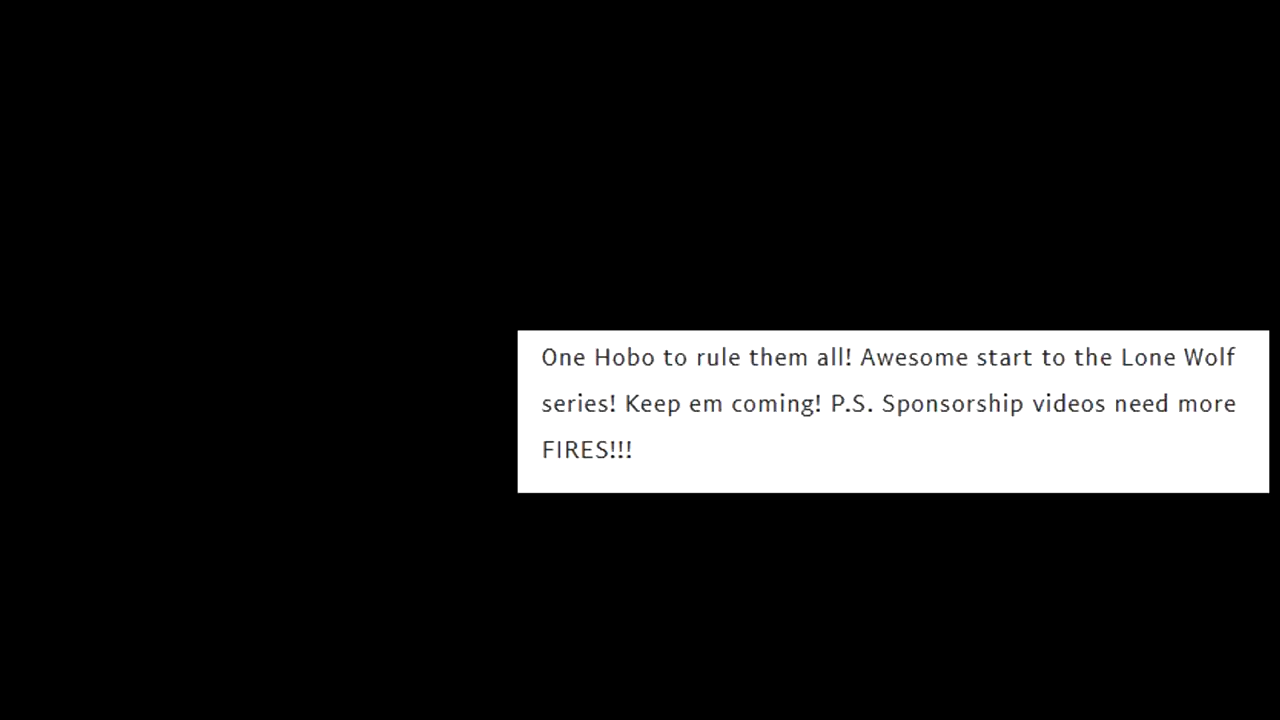 One Hobo to rule them all! Awesome start to the Lone Wolf
series! Keep em coming! P.S. Sponsorship videos need more
FIRES!!!